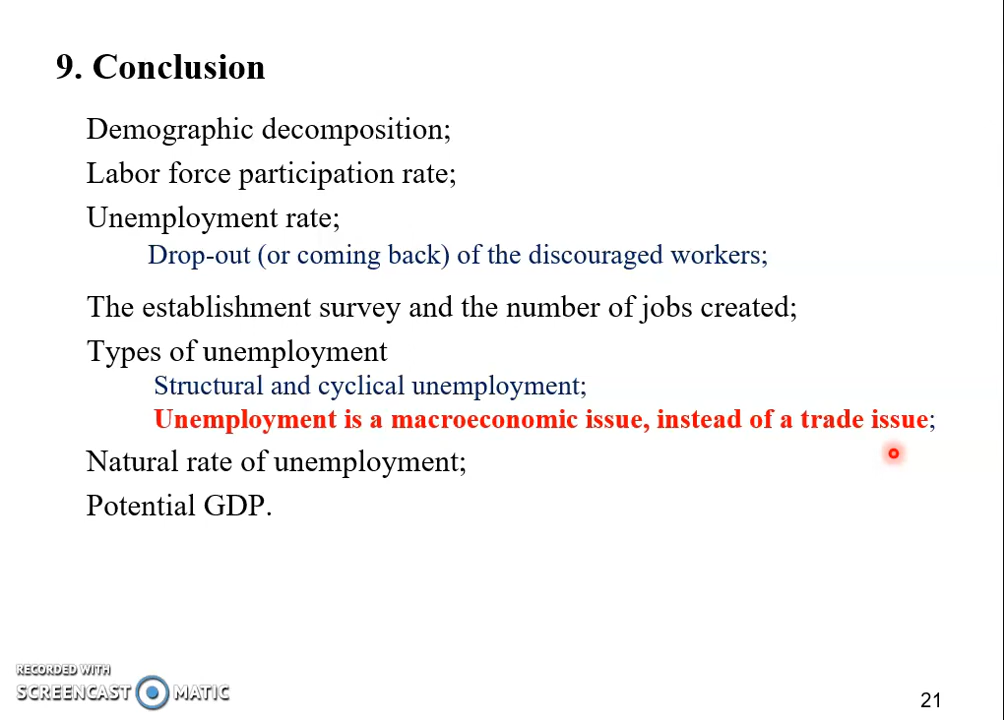 9. Conclusion
Demographic decomposition;
Labor force participation rate;
Unemployment rate;
Drop-out (or coming back) of the discouraged workers;
The establishment survey and the number of jobs created;
Types of unemployment
Structural and cyclical unemployment;
Unemployment is a macroeconomic issue, instead of a trade issue;
Natural rate of unemployment;
Potential GDP.
RECORDED WITH
SCREENCAST MATIC
21